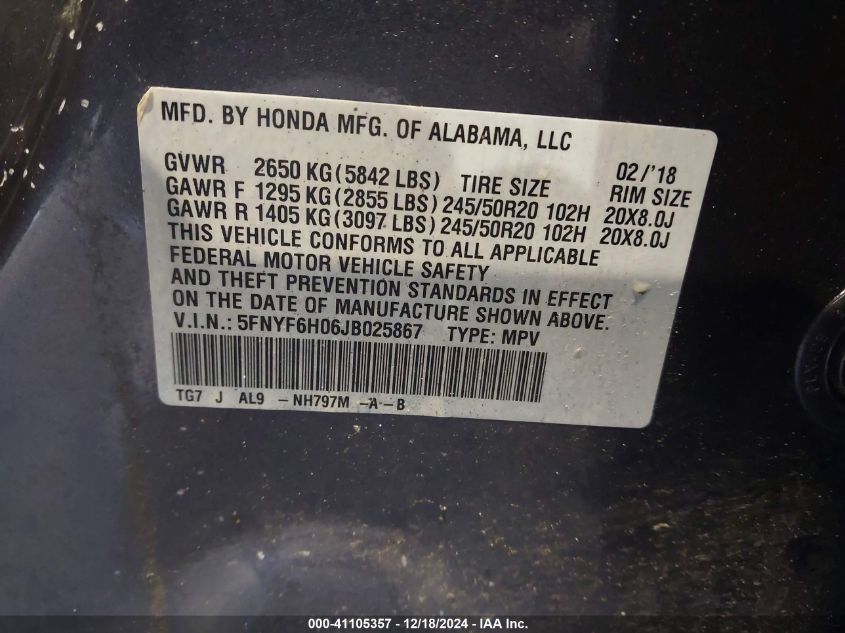 MFD. BY HONDA MFG. OF ALABAMA, LLC
GVWR 2650 KG(5842 LBS) TIRE SIZE 02/'18 RIM SIZE
GAWR F 1295 KG(2855 LBS) 245/50R20 102H 20X8.0J
GAWR R 1405 KG(3097 LBS) 245/50R20 102H 20X8.0J
THIS VEHICLE CONFORMS TO ALL APPLICABLE
FEDERAL MOTOR VEHICLE SAFETY
AND THEFT PREVENTION STANDARDS IN EFFECT
ON THE DATE OF MANUFACTURE SHOWN ABOVE.
V.I.N.: 5FNYF6H06JB025867 TYPE: MPV
TG7 J AL9 - NH797M -A-B
000-41105357 - 12/18/2024 - IAA Inc.